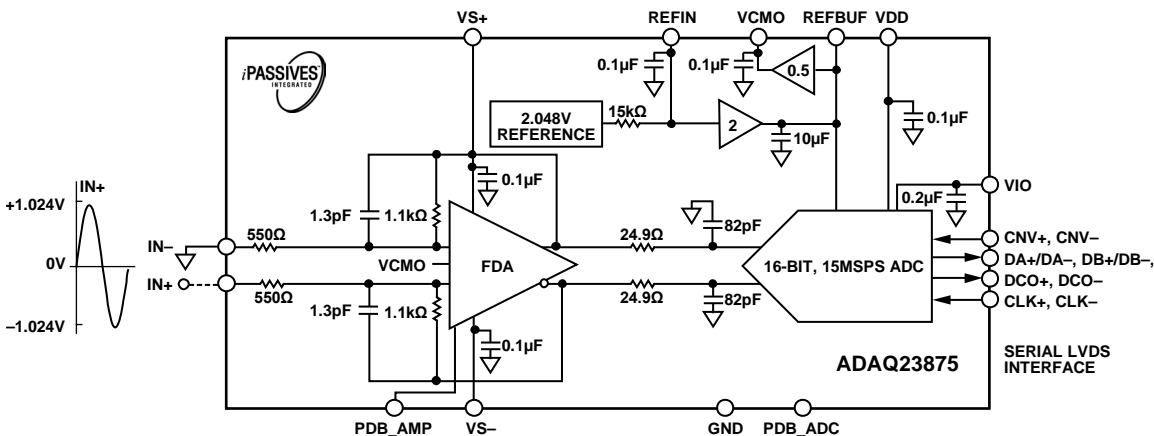 VS+ REFIN VCMO REFBUF VDD
iPASSIVES™
INTEGRATED
0.1µF 0.1µF 0.5
2.048V
REFERENCE
15kΩ
2
10µF
0.1µF
0.1µF
VIO
0.2µF
IN+
+1.024V
0V
–1.024V
IN–
IN+
550Ω
550Ω
1.3pF 1.1kΩ
VCMO
1.3pF 1.1kΩ
FDA
0.1µF
24.9Ω
24.9Ω
82pF
82pF
16-BIT, 15MSPS ADC
CNV+, CNV–
DA+/DA–, DB+/DB–,
DCO+, DCO–
CLK+, CLK–
ADAQ23875
SERIAL LVDS
INTERFACE
PDB_AMP VS– GND PDB_ADC